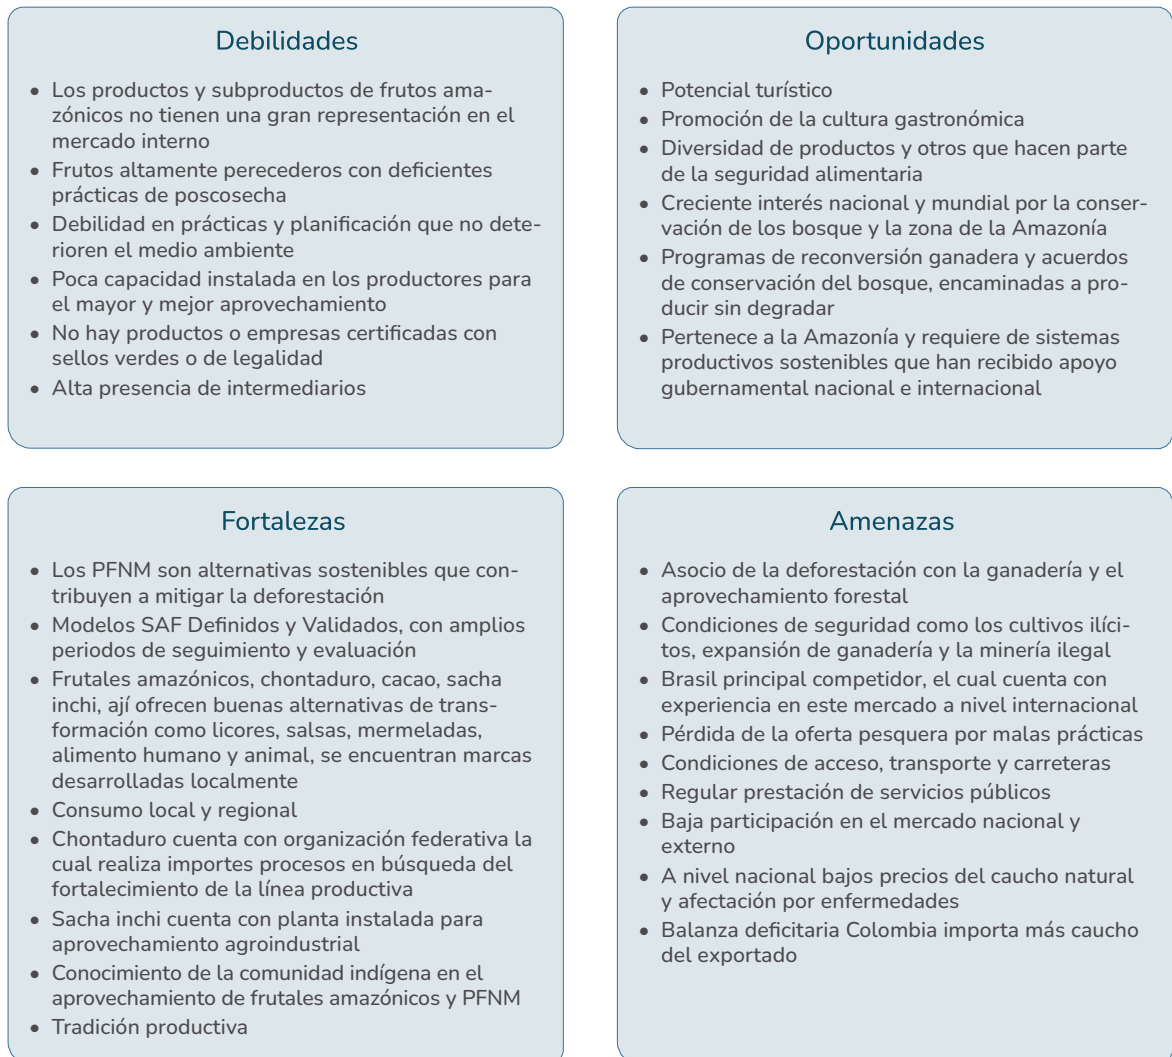 Debilidades
• Los productos y subproductos de frutos ama-
zónicos no tienen una gran representación en el
mercado interno
• Frutos altamente perecederos con deficientes
prácticas de poscosecha
• Debilidad en prácticas y planificación que no dete-
rioren el medio ambiente
• Poca capacidad instalada en los productores para
el mayor y mejor aprovechamiento
• No hay productos o empresas certificadas con
sellos verdes o de legalidad
• Alta presencia de intermediarios
Oportunidades
• Potencial turístico
• Promoción de la cultura gastronómica
• Diversidad de productos y otros que hacen parte
de la seguridad alimentaria
• Creciente interés nacional y mundial por la conser-
vación de los bosque y la zona de la Amazonía
• Programas de reconversión ganadera y acuerdos
de conservación del bosque, encaminadas a pro-
ducir sin degradar
• Pertenece a la Amazonía y requiere de sistemas
productivos sostenibles que han recibido apoyo
gubernamental nacional e internacional
Fortalezas
• Los PFNM son alternativas sostenibles que con-
tribuyen a mitigar la deforestación
• Modelos SAF Definidos y Validados, con amplios
periodos de seguimiento y evaluación
• Frutales amazónicos, chontaduro, cacao, sacha
inchi, ají ofrecen buenas alternativas de trans-
formación como licores, salsas, mermeladas,
alimento humano y animal, se encuentran marcas
desarrolladas localmente
• Consumo local y regional
• Chontaduro cuenta con organización federativa la
cual realiza importes procesos en búsqueda del
fortalecimiento de la línea productiva
• Sacha inchi cuenta con planta instalada para
aprovechamiento agroindustrial
• Conocimiento de la comunidad indígena en el
aprovechamiento de frutales amazónicos y PFNM
• Tradición productiva
Amenazas
• Asocio de la deforestación con la ganadería y el
aprovechamiento forestal
• Condiciones de seguridad como los cultivos ilíci-
tos, expansión de ganadería y la minería ilegal
• Brasil principal competidor, el cual cuenta con
experiencia en este mercado a nivel internacional
• Pérdida de la oferta pesquera por malas prácticas
• Condiciones de acceso, transporte y carreteras
• Regular prestación de servicios públicos
• Baja participación en el mercado nacional y
externo
• A nivel nacional bajos precios del caucho natural
y afectación por enfermedades
• Balanza deficitaria Colombia importa más caucho
del exportado